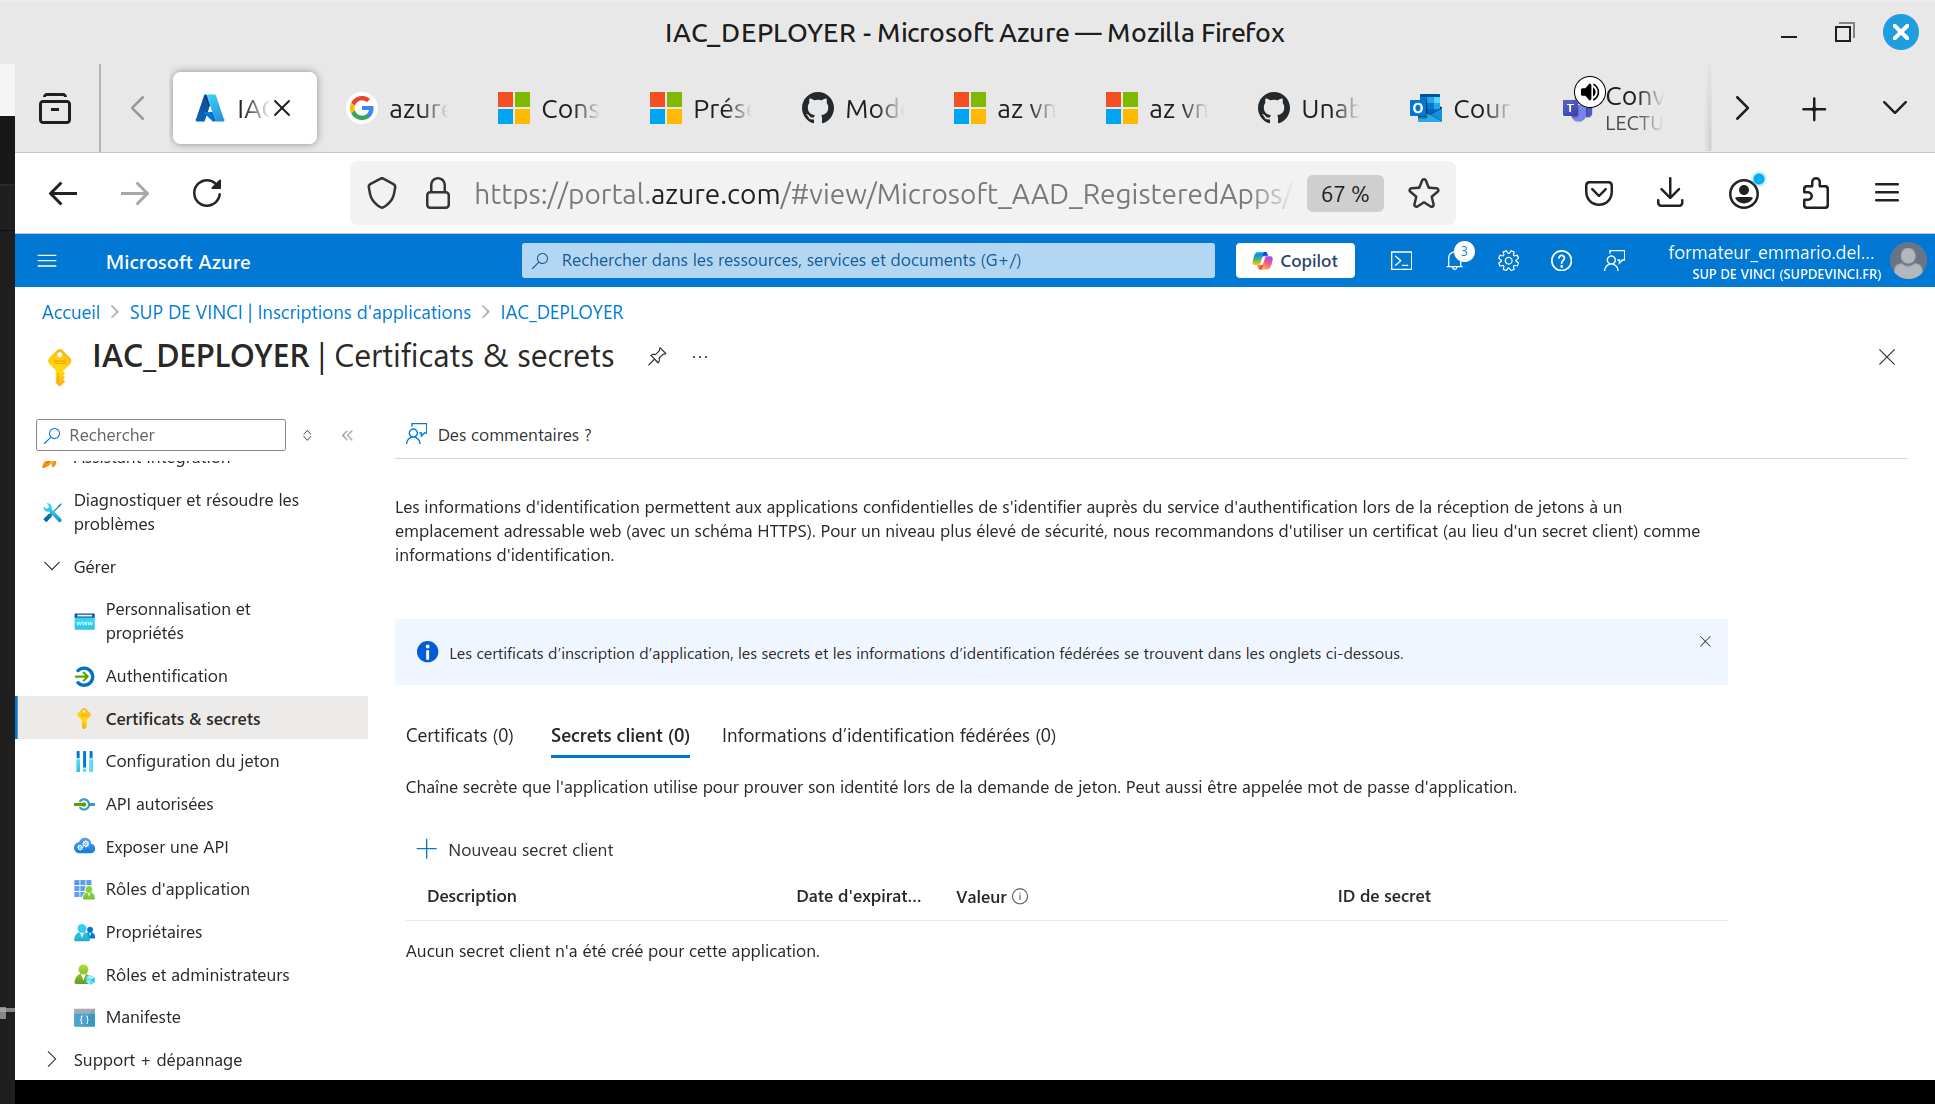 IAC_DEPLOYER - Microsoft Azure — Mozilla Firefox
IAC
azure
Cons
Prés
Mod
az vm
az vm
Unab
Cour
Conv
LECTU
https://portal.azure.com/#view/Microsoft_AAD_RegisteredApps/
67 %
Microsoft Azure
Rechercher dans les ressources, services et documents (G+/)
Copilot
3
formateur_emmario.del...
SUP DE VINCI (SUPDEVINCI.FR)
Accueil > SUP DE VINCI | Inscriptions d'applications > IAC_DEPLOYER
IAC_DEPLOYER | Certificats & secrets
Rechercher
Des commentaires ?
Assistant Intégration
Diagnostiquer et résoudre les
problèmes
Gérer
Personnalisation et
propriétés
Authentification
Certificats & secrets
Configuration du jeton
API autorisées
Exposer une API
Rôles d'application
Propriétaires
Rôles et administrateurs
Manifeste
Support + dépannage
Les informations d'identification permettent aux applications confidentielles de s'identifier auprès du service d'authentification lors de la réception de jetons à un
emplacement adressable web (avec un schéma HTTPS). Pour un niveau plus élevé de sécurité, nous recommandons d'utiliser un certificat (au lieu d'un secret client) comme
informations d'identification.
Les certificats d’inscription d’application, les secrets et les informations d’identification fédérées se trouvent dans les onglets ci-dessous.
Certificats (0)
Secrets client (0)
Informations d’identification fédérées (0)
Chaîne secrète que l'application utilise pour prouver son identité lors de la demande de jeton. Peut aussi être appelée mot de passe d'application.
Nouveau secret client
Description
Date d'expirat...
Valeur
ID de secret
Aucun secret client n'a été créé pour cette application.